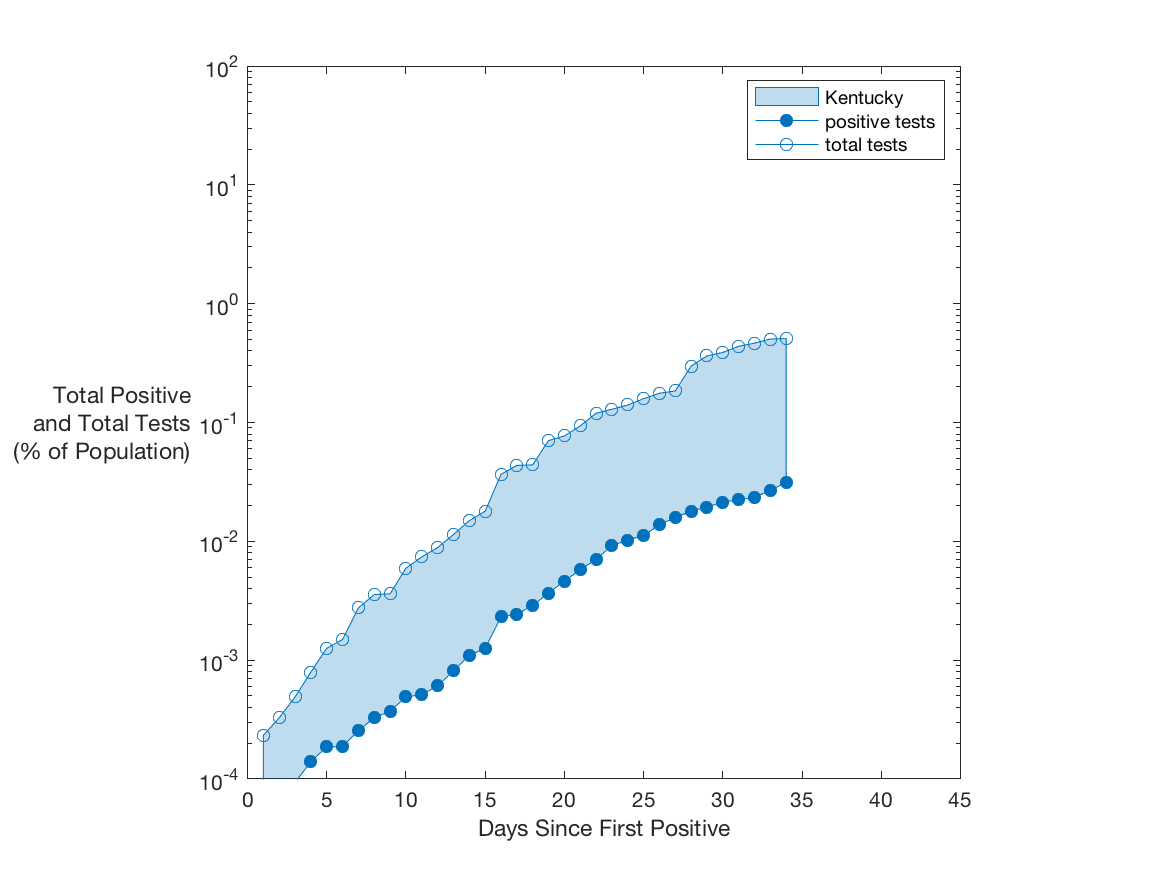 10^2
10^1
10^0
10^-1
10^-2
10^-3
10^-4
Total Positive
and Total Tests
(% of Population)
Kentucky
positive tests
total tests
0 5 10 15 20 25 30 35 40 45
Days Since First Positive